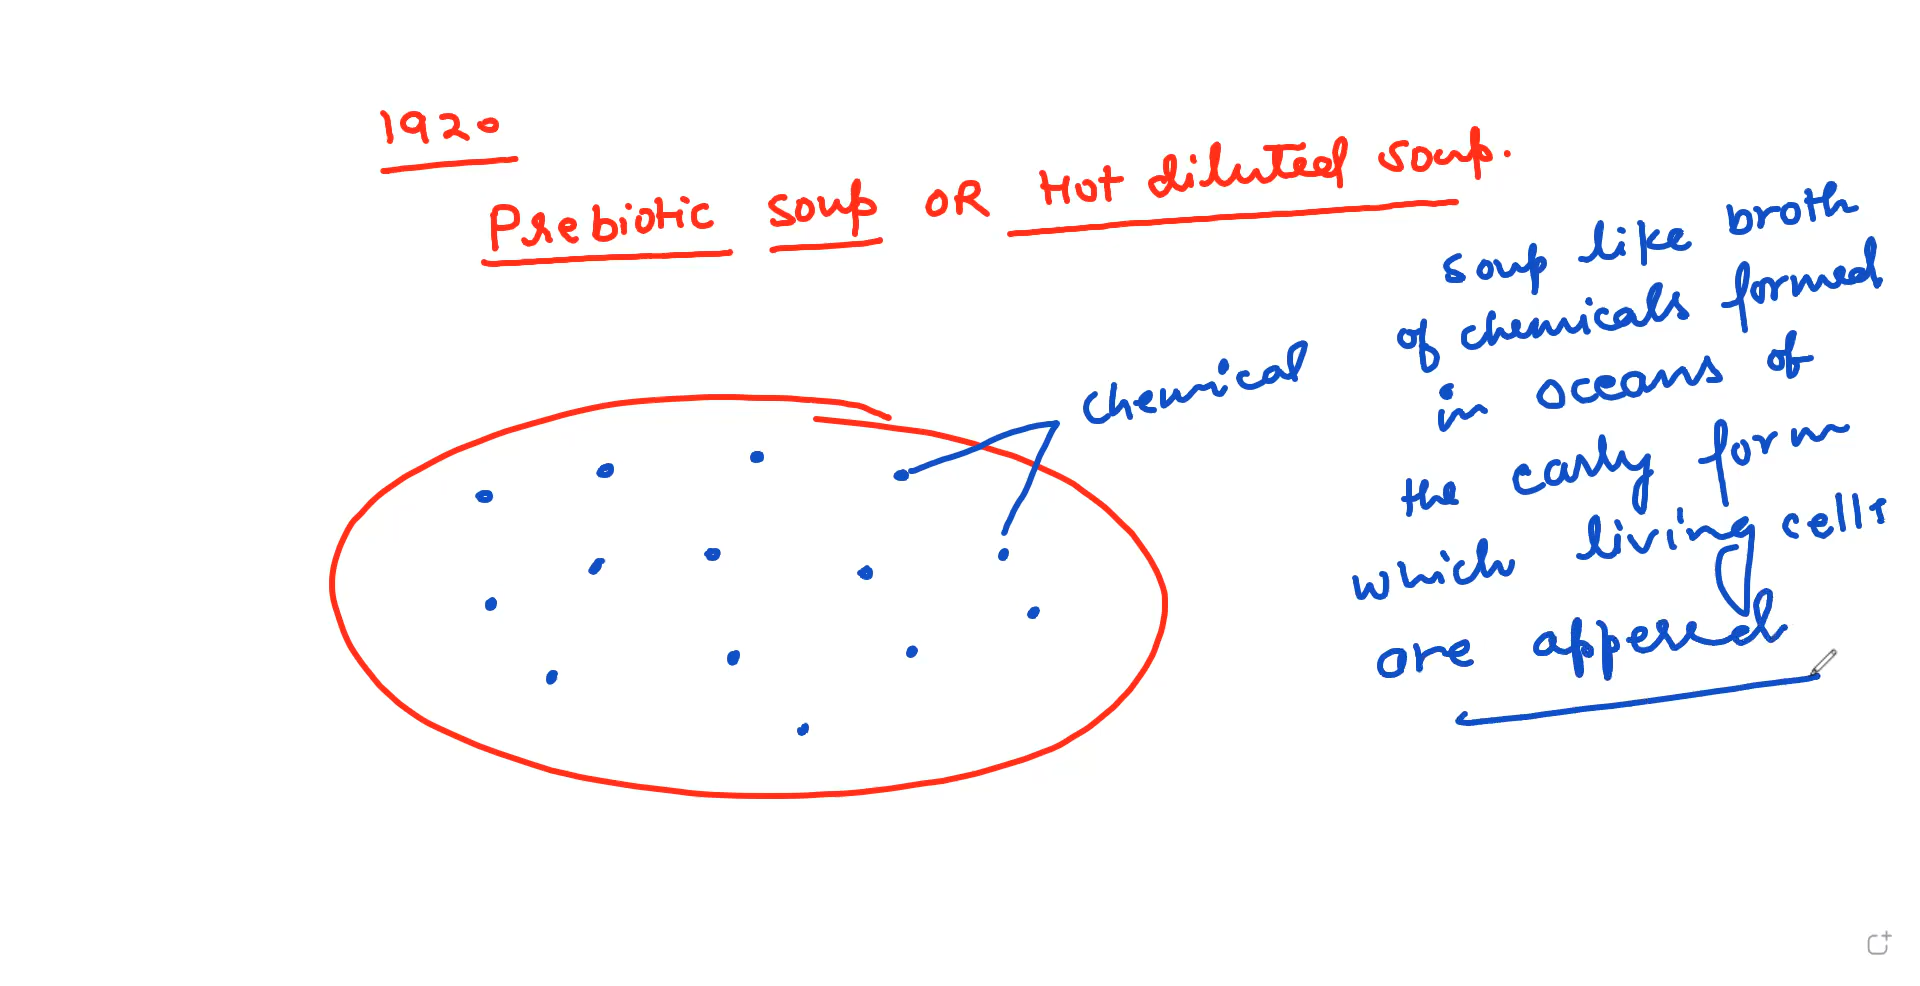 1920
Prebiotic soup OR Hot diluted soup.
soup like broth
of chemicals formed
in oceans of
the early form
which living cells
are appered
chemical